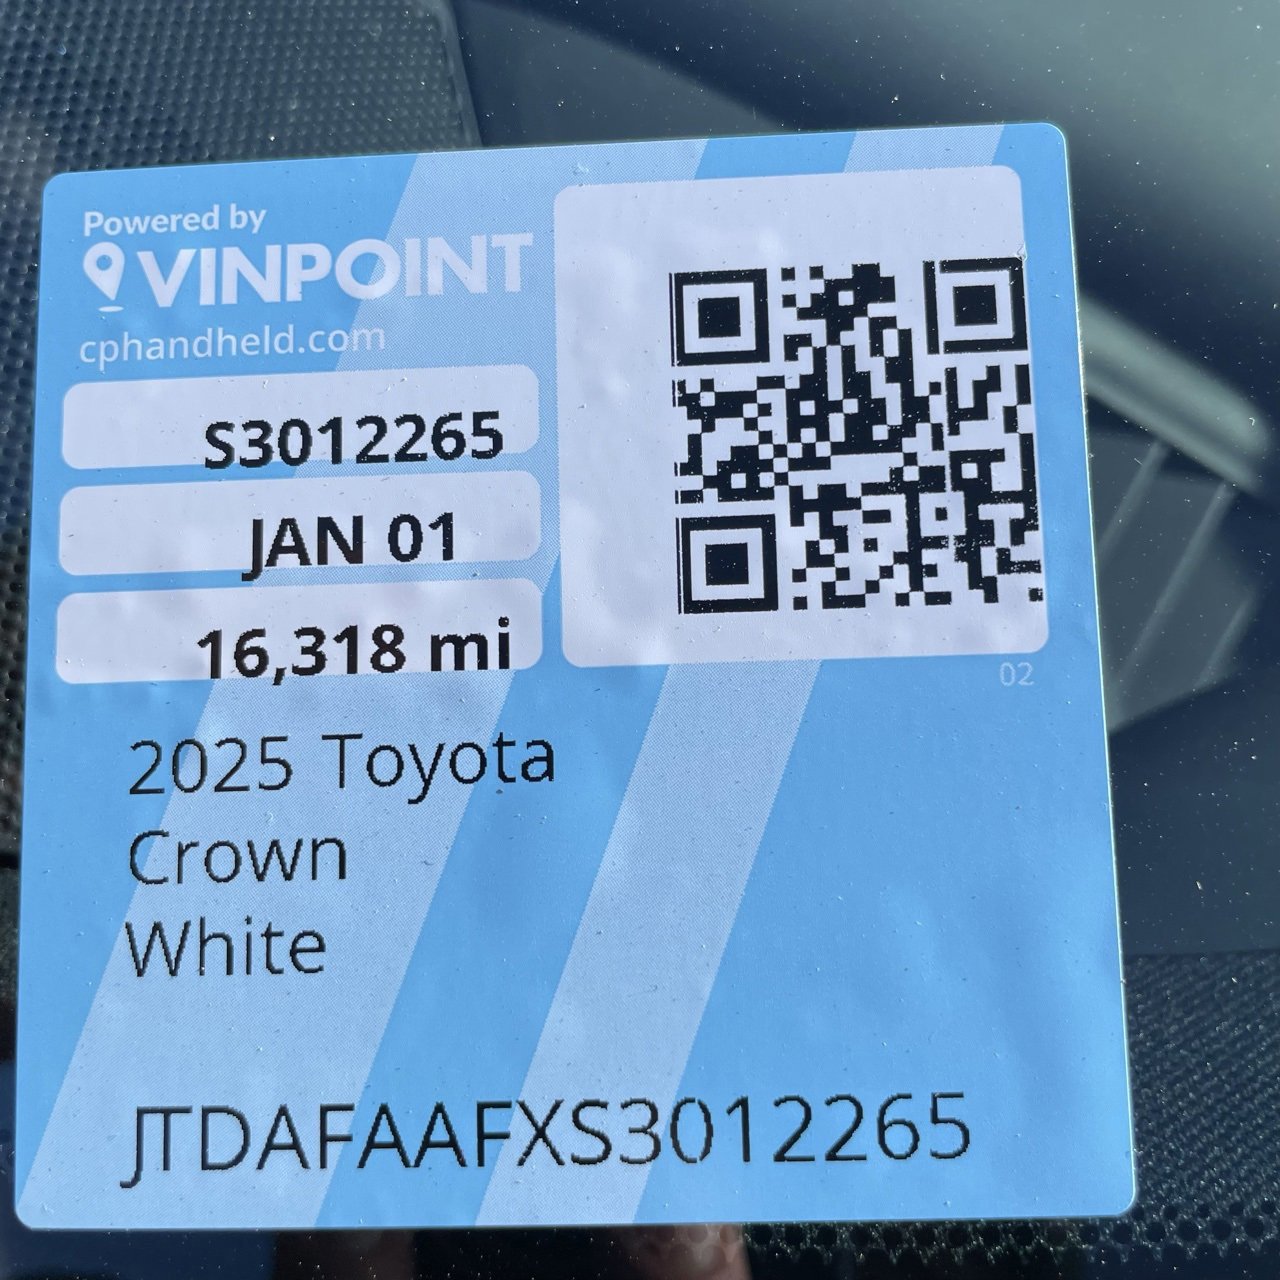 Powered by
VINPOINT
cphandheld.com
S3012265
JAN 01
16,318 mi
02
2025 Toyota
Crown
White
JTDAFAAFXS3012265